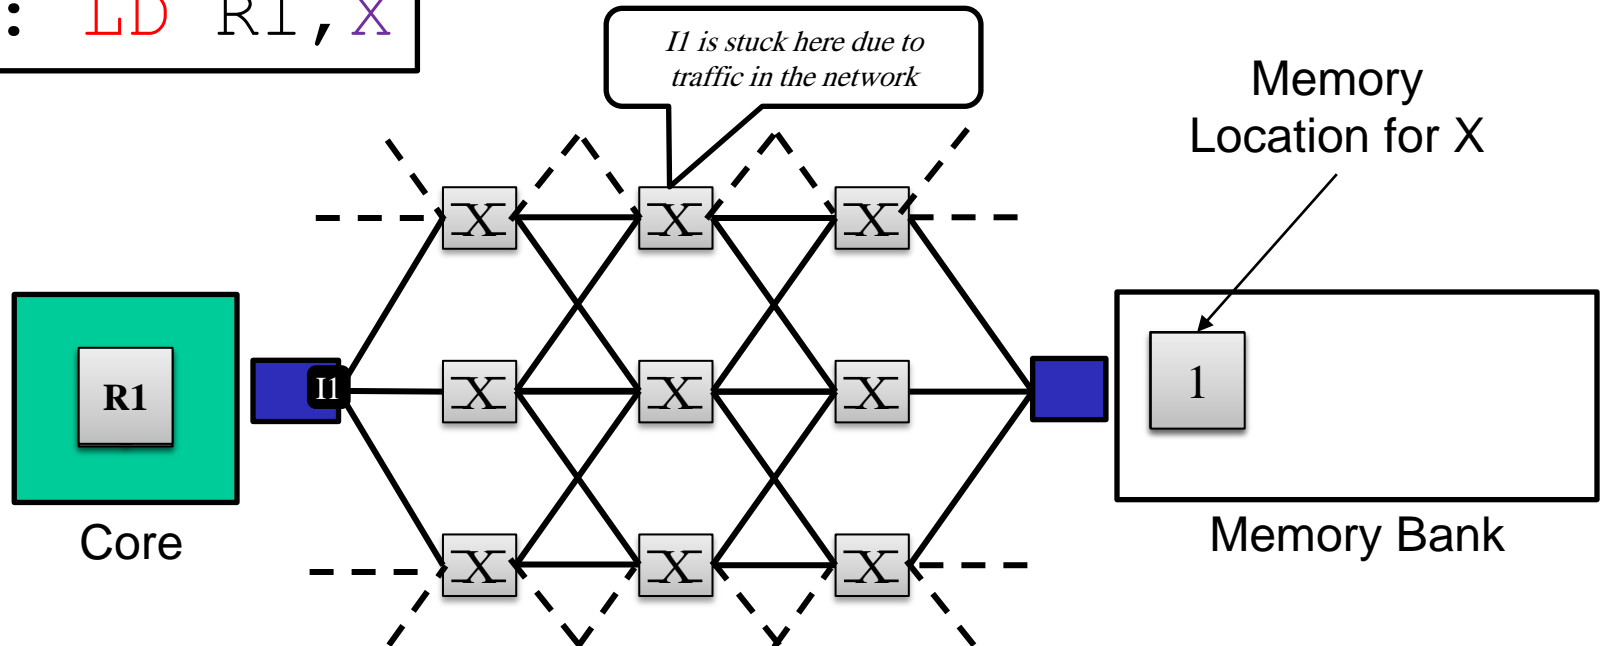 : LD R1,X
I1 is stuck here due to
traffic in the network
Memory
Location for X
X X X
R1
I1
X X X
1
Core
Memory Bank
X X X